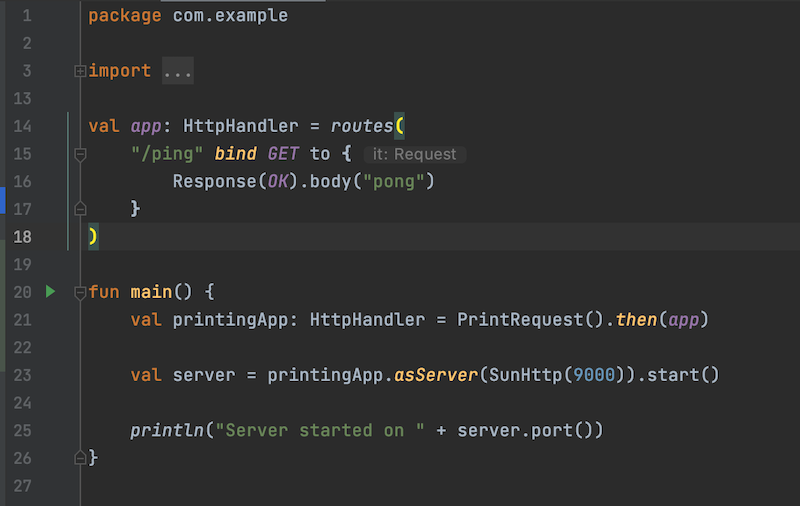 1 package com.example
2
3 import ...
13
14 val app: HttpHandler = routes(
15 "/ping" bind GET to { it: Request
16 Response(OK).body("pong")
17 }
18 )
19
20 fun main() {
21 val printingApp: HttpHandler = PrintRequest().then(app)
22
23 val server = printingApp.asServer(SunHttp(9000)).start()
24
25 println("Server started on " + server.port())
26 }
27